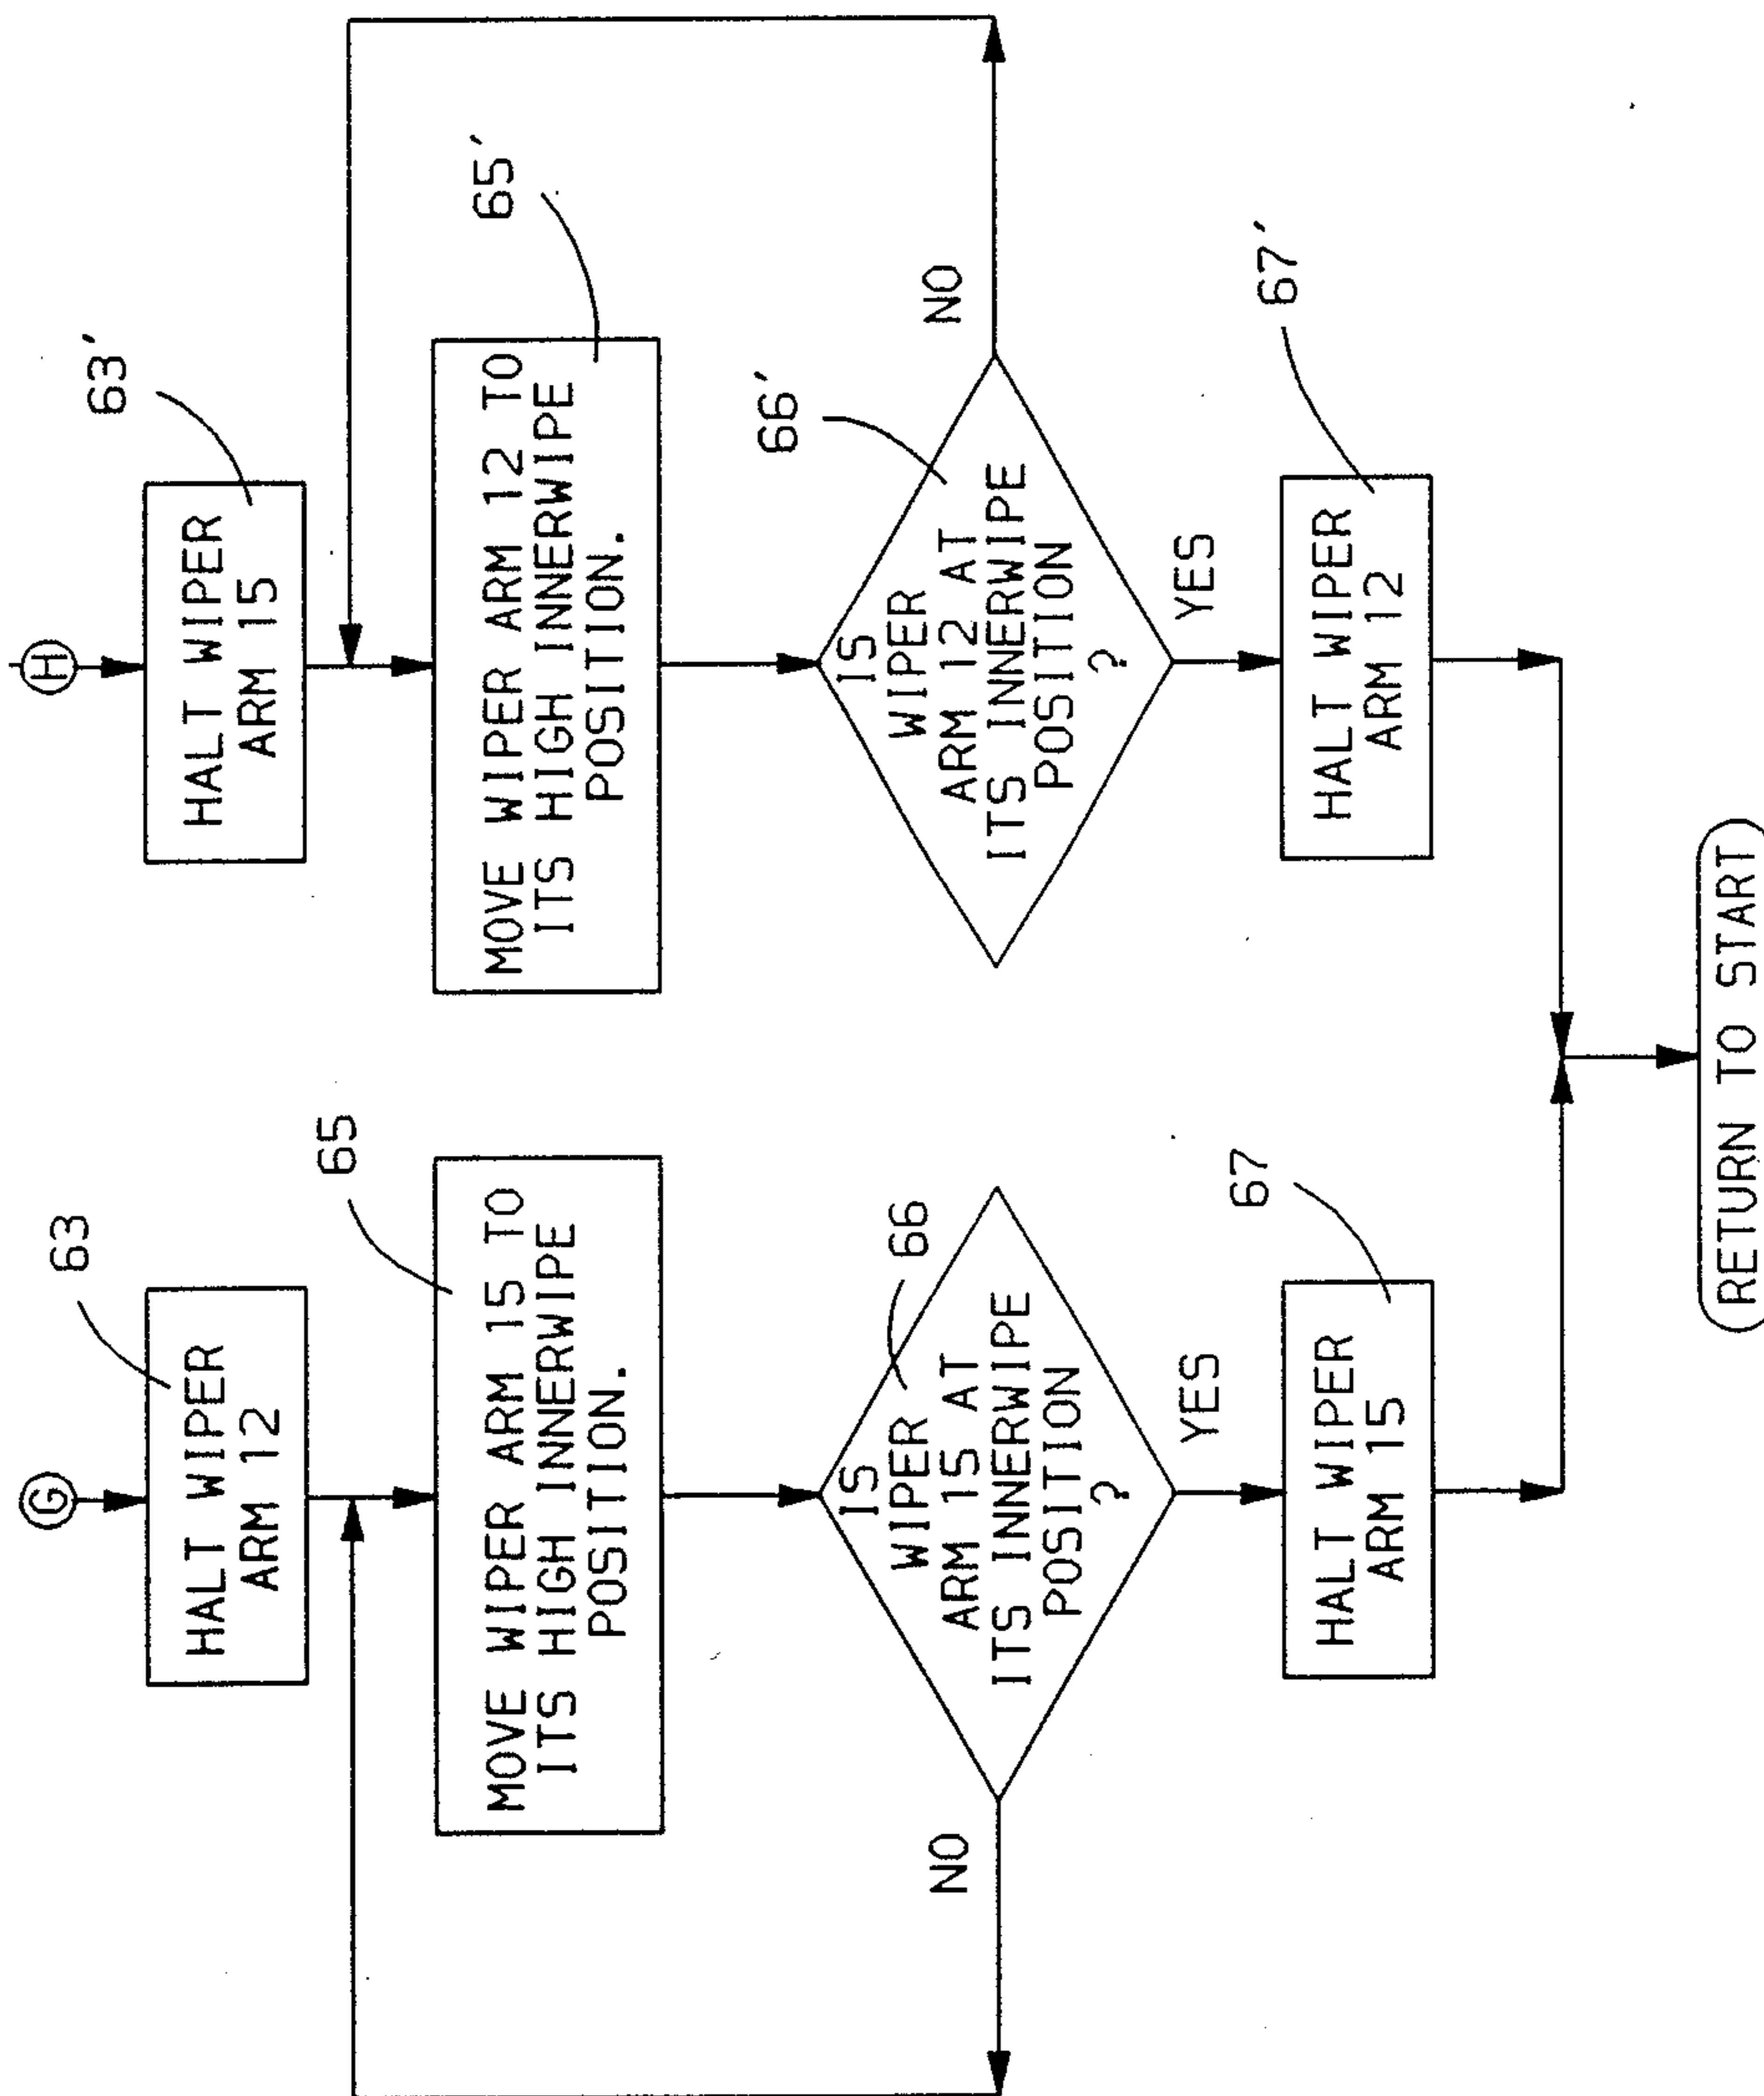 G
63
HALT WIPER
ARM 12
65
MOVE WIPER ARM 15 TO
ITS HIGH INNERWIPE
POSITION.
66
IS
WIPER
ARM 15 AT
ITS INNERWIPE
POSITION
?
NO
YES
67
HALT WIPER
ARM 15
H
63'
HALT WIPER
ARM 15
65'
MOVE WIPER ARM 12 TO
ITS HIGH INNERWIPE
POSITION.
66'
IS
WIPER
ARM 12 AT
ITS INNERWIPE
POSITION
?
NO
YES
67'
HALT WIPER
ARM 12
RETURN TO START